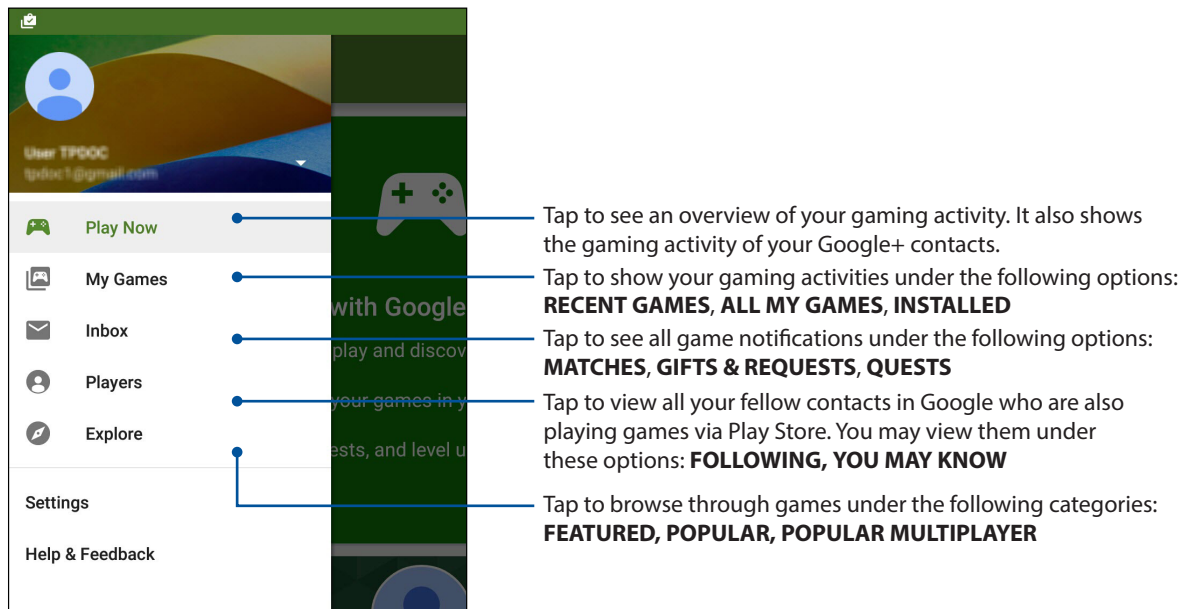 User TPDOC
tpdoc1@gmail.com
Play Now
My Games
Inbox
Players
Explore
Settings
Help & Feedback
with Google
play and discov
your games in y
ests, and level u
Tap to see an overview of your gaming activity. It also shows
the gaming activity of your Google+ contacts.
Tap to show your gaming activities under the following options:
RECENT GAMES, ALL MY GAMES, INSTALLED
Tap to see all game notifications under the following options:
MATCHES, GIFTS & REQUESTS, QUESTS
Tap to view all your fellow contacts in Google who are also
playing games via Play Store. You may view them under
these options: FOLLOWING, YOU MAY KNOW
Tap to browse through games under the following categories:
FEATURED, POPULAR, POPULAR MULTIPLAYER